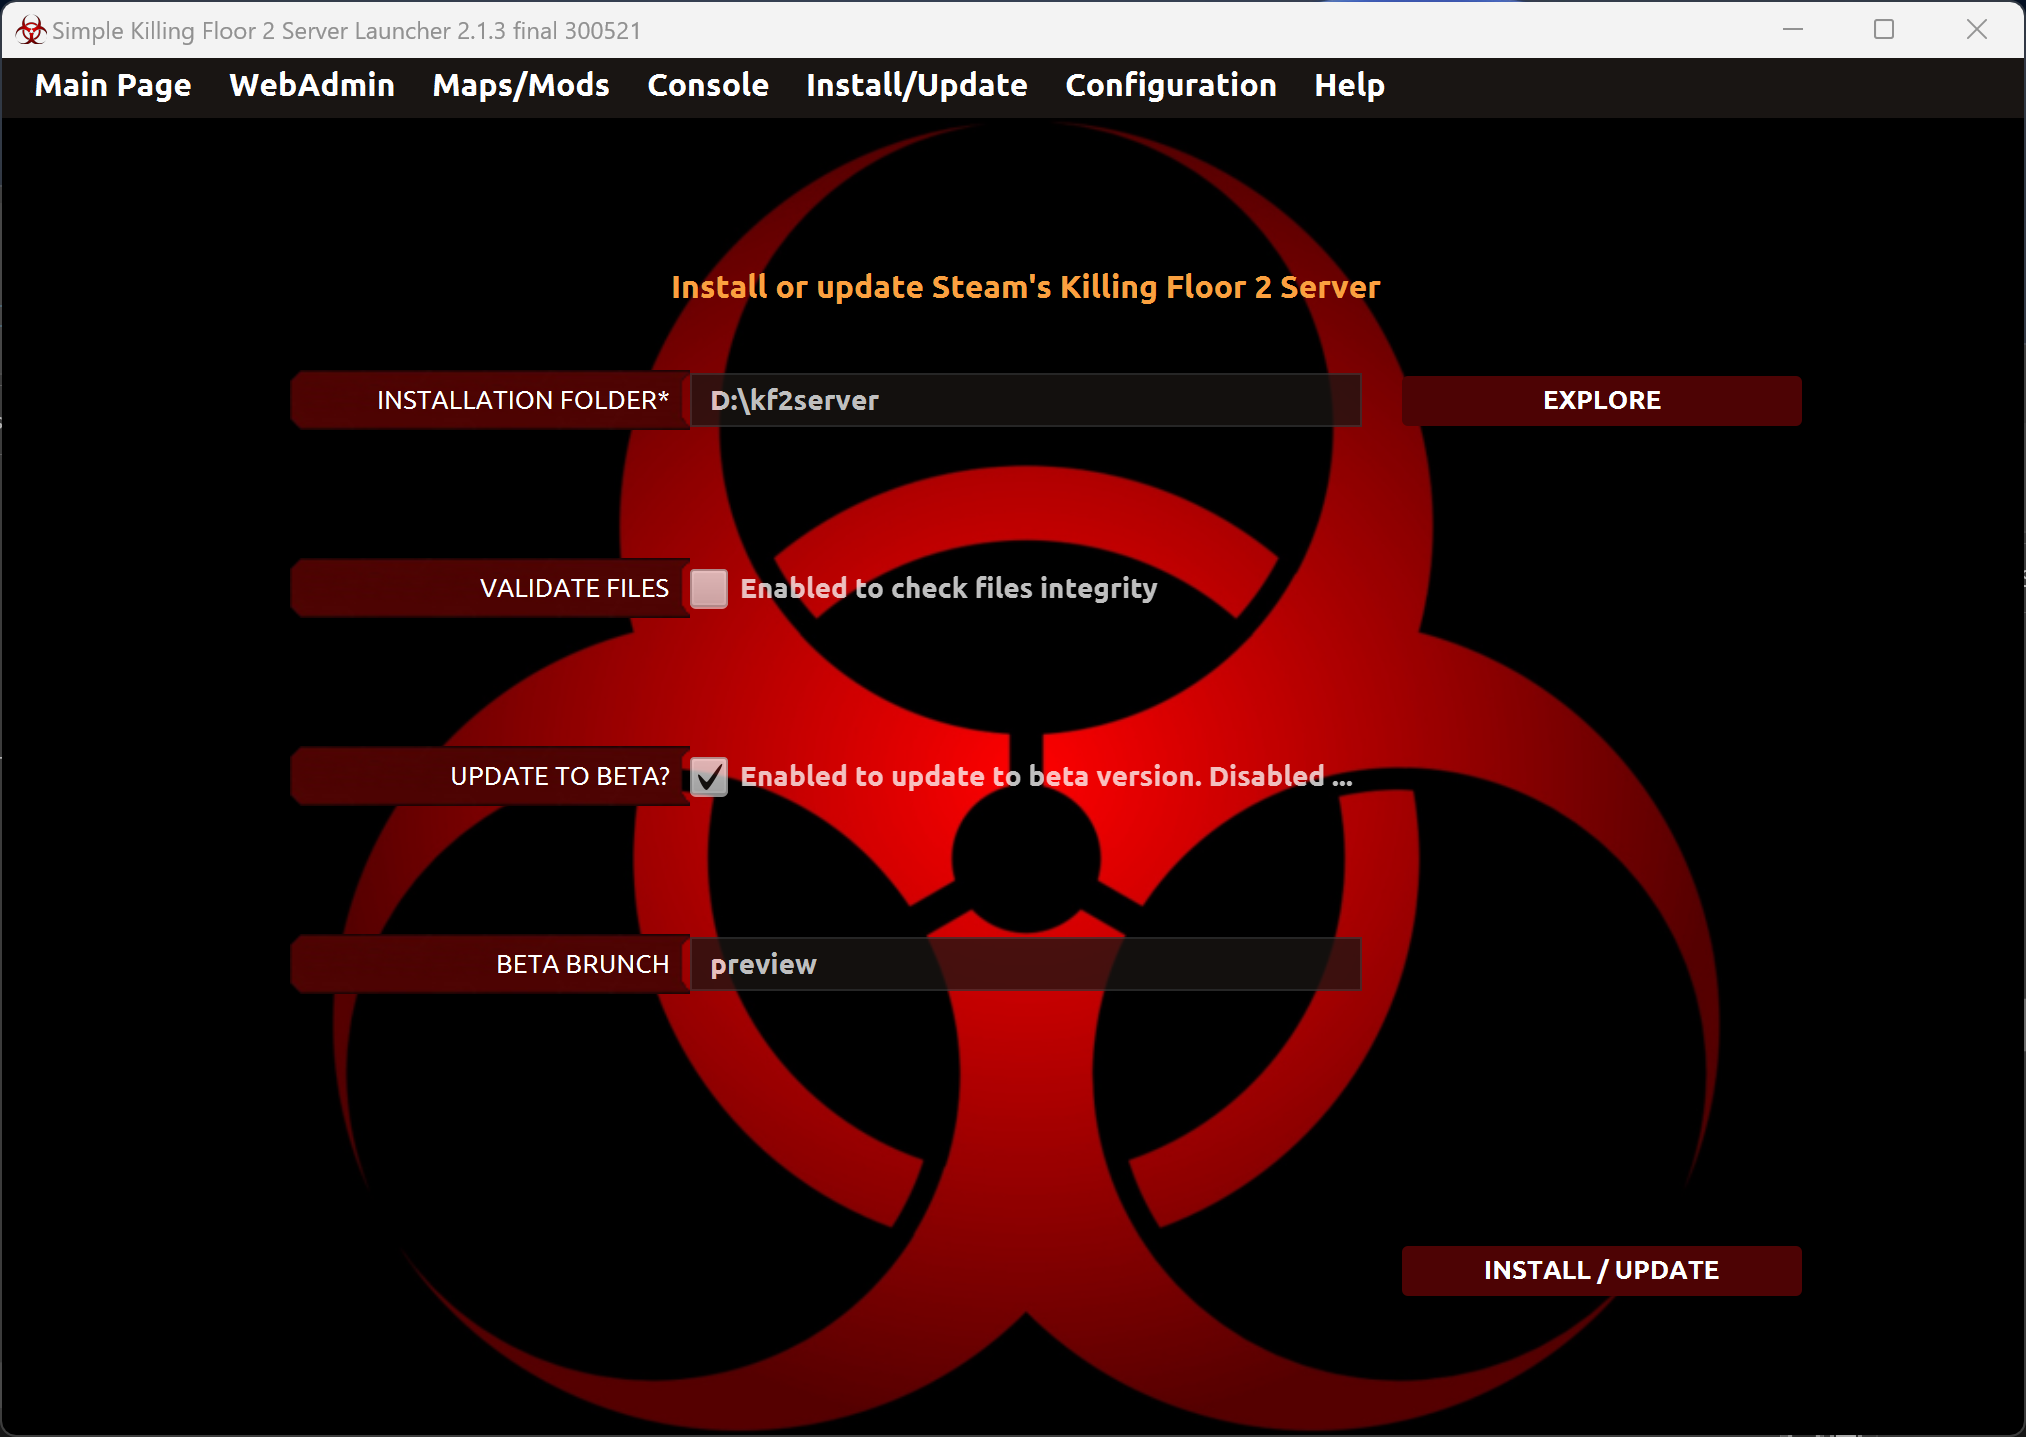 Simple Killing Floor 2 Server Launcher 2.1.3 final 300521
Main Page WebAdmin Maps/Mods Console Install/Update Configuration Help
Install or update Steam's Killing Floor 2 Server
INSTALLATION FOLDER* D:\kf2server EXPLORE
VALIDATE FILES Enabled to check files integrity
UPDATE TO BETA? Enabled to update to beta version. Disabled ...
BETA BRUNCH preview
INSTALL / UPDATE